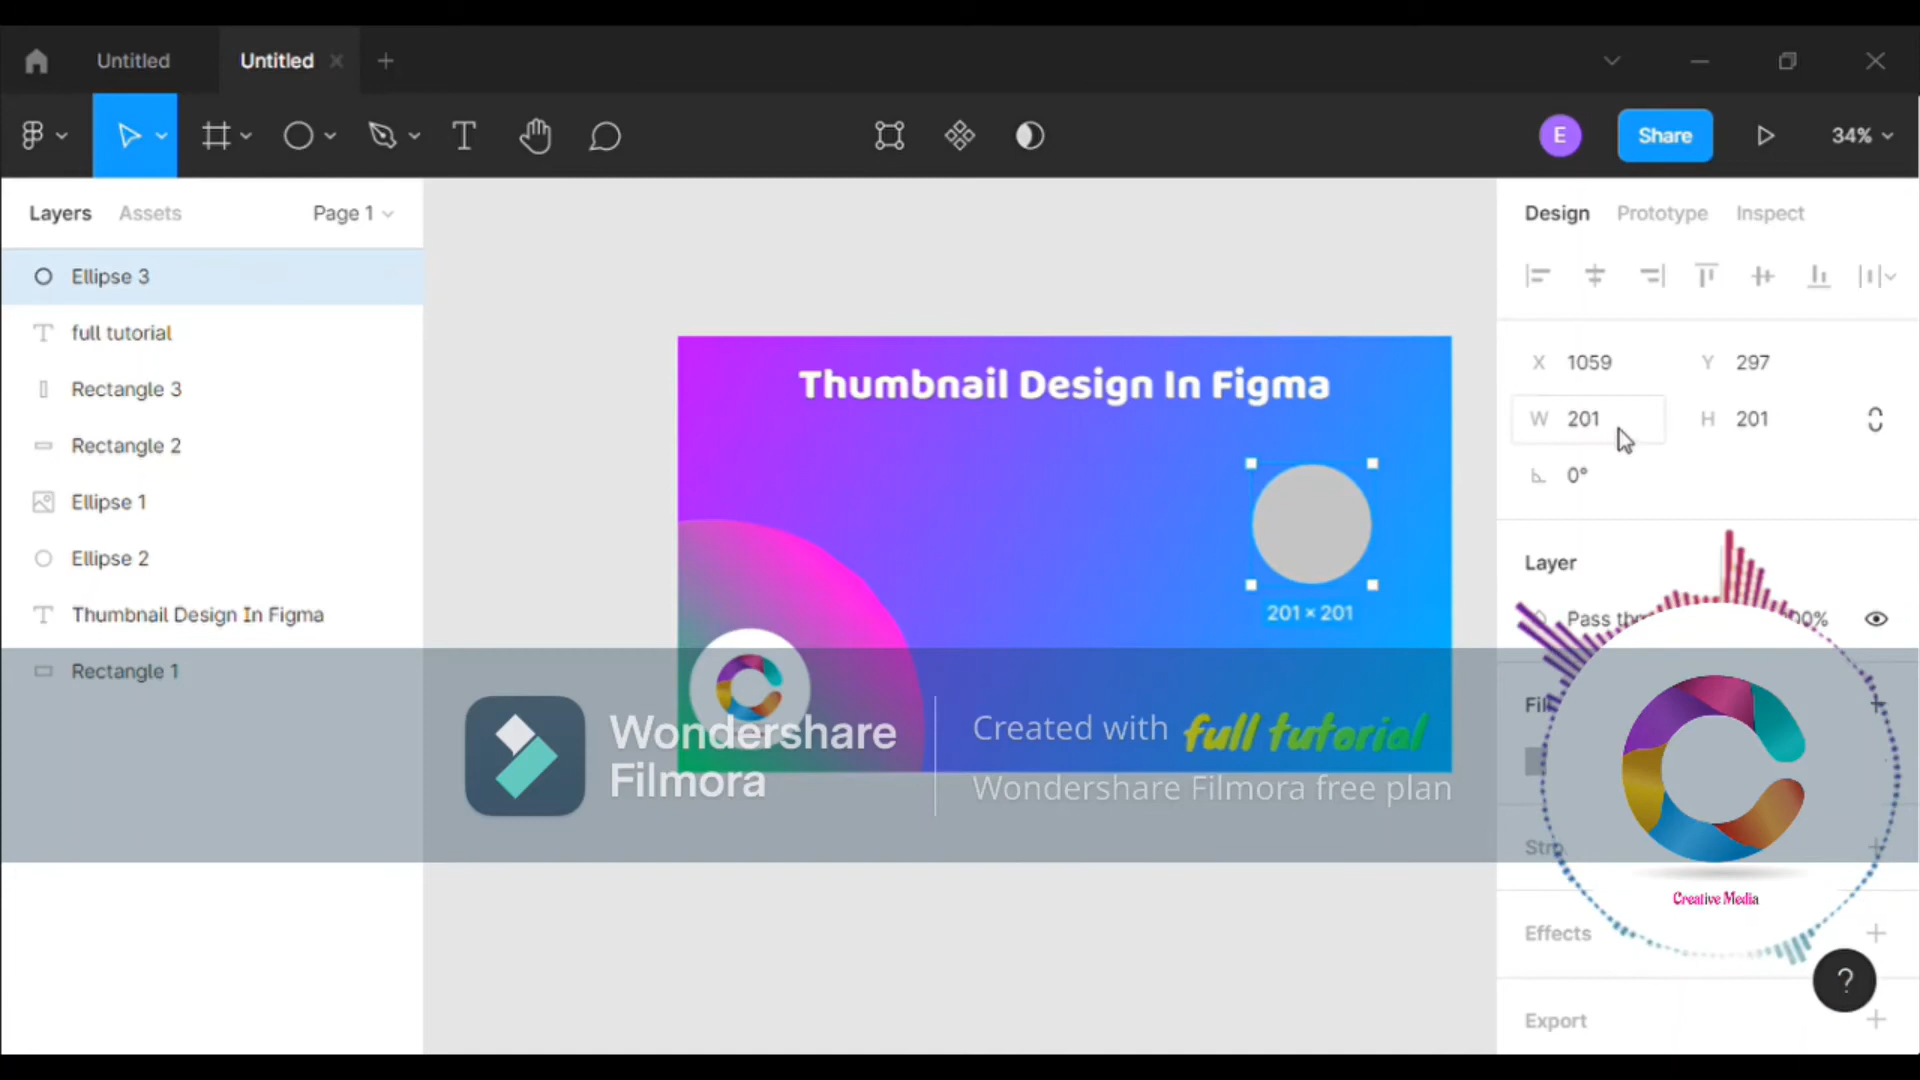 Untitled
Untitled
E
Share
34%
Layers
Assets
Page 1
Design
Prototype
Inspect
Ellipse 3
full tutorial
Rectangle 3
Rectangle 2
Ellipse 1
Ellipse 2
Thumbnail Design In Figma
Rectangle 1
Thumbnail Design In Figma
201 × 201
full tutorial
Wondershare
Filmora
Created with
Wondershare Filmora free plan
X 1059
Y 297
W 201
H 201
0°
Layer
Pass
Effects
Export
Creative Media
?